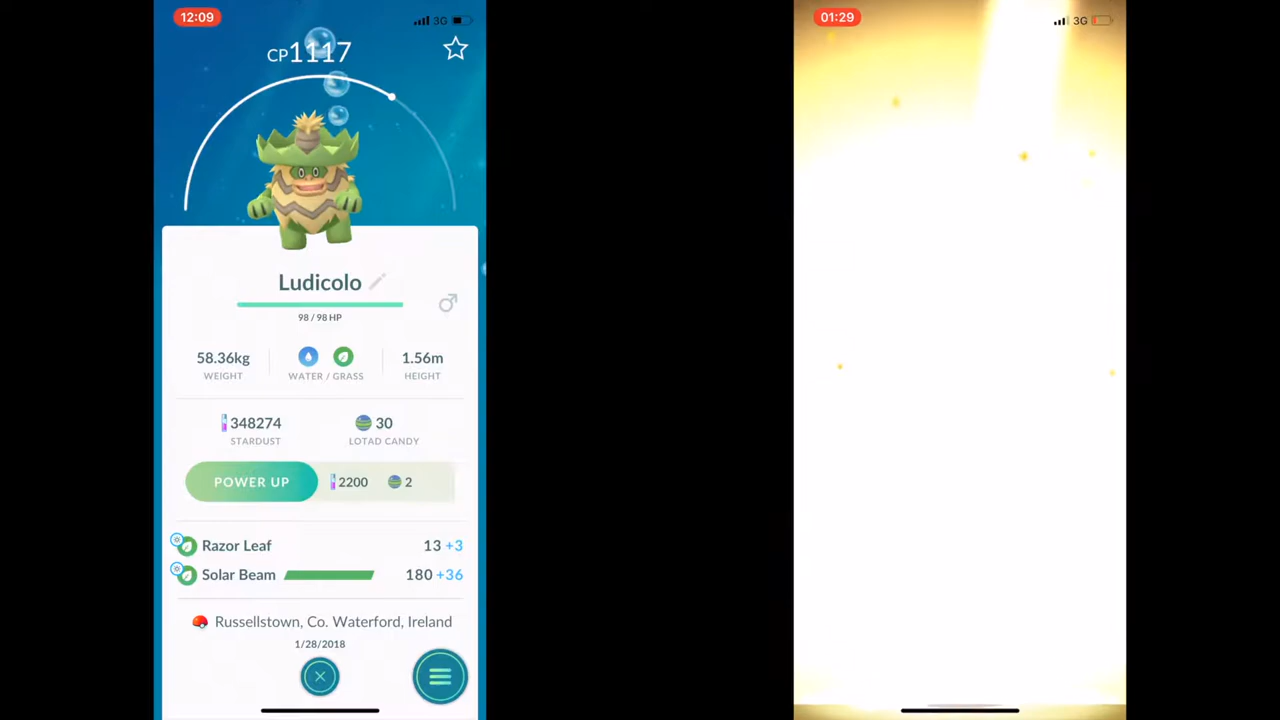 12:09
3G
CP1117
Ludicolo
98 / 98 HP
58.36kg
WEIGHT
WATER / GRASS
1.56m
HEIGHT
348274
STARDUST
30
LOTAD CANDY
POWER UP
2200
2
Razor Leaf
13 +3
Solar Beam
180 +36
Russellstown, Co. Waterford, Ireland
1/28/2018
01:29
3G